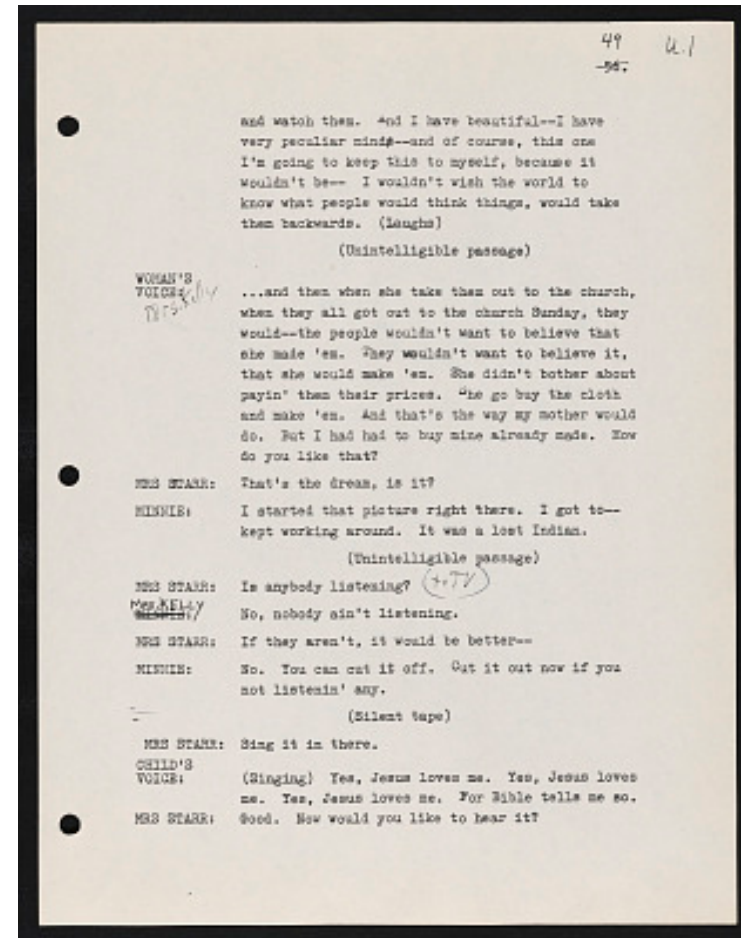 49 U.1
50.
and watch them. And I have beautiful--I have
very peculiar minds--and of course, this one
I'm going to keep this to myself, because it
wouldn't be-- I wouldn't wish the world to
know what people would think things, would take
them backwards. (Laughs)
(Unintelligible passage)
WOMAN'S
VOICE: ...and then when she take them out to the church,
Mrs. Kelly
when they all got out to the church Sunday, they
would--the people wouldn't want to believe that
she made 'em. They wouldn't want to believe it,
that she would make 'em. She didn't bother about
payin' them their prices. She go buy the cloth
and make 'em. And that's the way my mother would
do. But I had had to buy mine already made. How
do you like that?
MRS STARR: That's the dream, is it?
MINNIE: I started that picture right there. I got to--
kept working around. It was a lost Indian.
(Unintelligible passage)
MRS STARR: Is anybody listening? (to TV)
Mrs. KELLY
MINNIE: No, nobody ain't listening.
MRS STARR: If they aren't, it would be better--
MINNIE: No. You can cut it off. Cut it out now if you
not listenin' any.
(Silent tape)
MRS STARR: Sing it in there.
CHILD'S
VOICE: (Singing) Yes, Jesus loves me. Yes, Jesus loves
me. Yes, Jesus loves me. For Bible tells me so.
MRS STARR: Good. Now would you like to hear it?